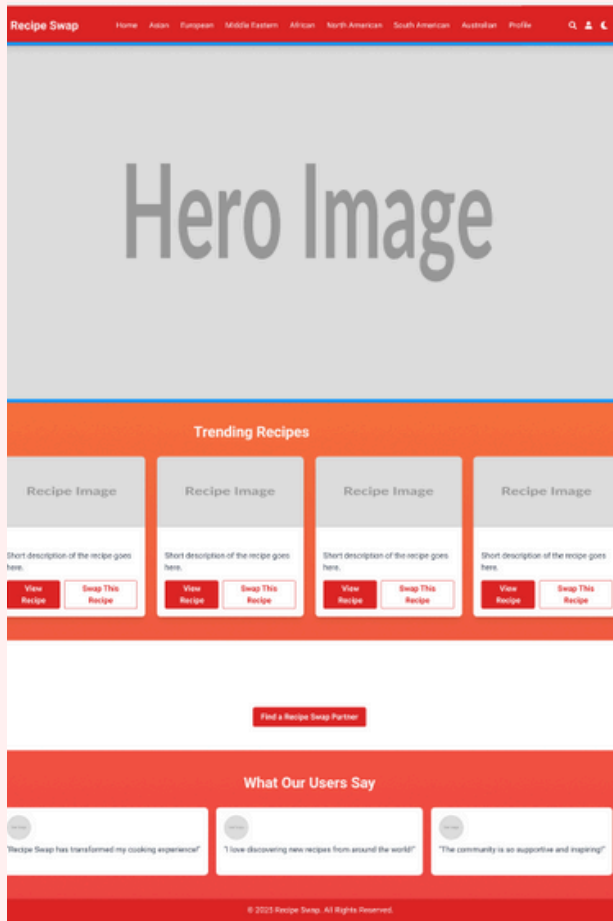 Recipe Swap Home Asian European Middle Eastern African North American South American Australian Profile
Hero Image
Trending Recipes
Recipe Image Recipe Image Recipe Image Recipe Image
Short description of the recipe goes here.
Short description of the recipe goes here.
Short description of the recipe goes here.
Short description of the recipe goes here.
View Recipe Swap This Recipe
View Recipe Swap This Recipe
View Recipe Swap This Recipe
View Recipe Swap This Recipe
Find a Recipe Swap Partner
What Our Users Say
"Recipe Swap has transformed my cooking experience!"
"I love discovering new recipes from around the world!"
"The community is so supportive and inspiring!"
© 2025 Recipe Swap. All Rights Reserved.